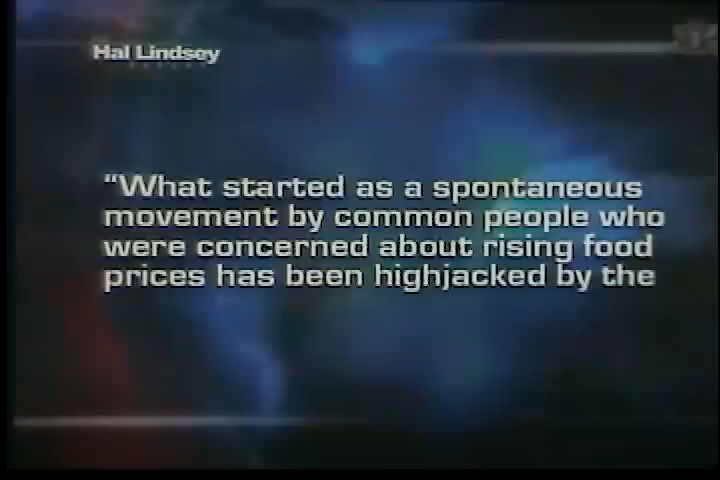 Hal Lindsey
“What started as a spontaneous
movement by common people who
were concerned about rising food
prices has been highjacked by the